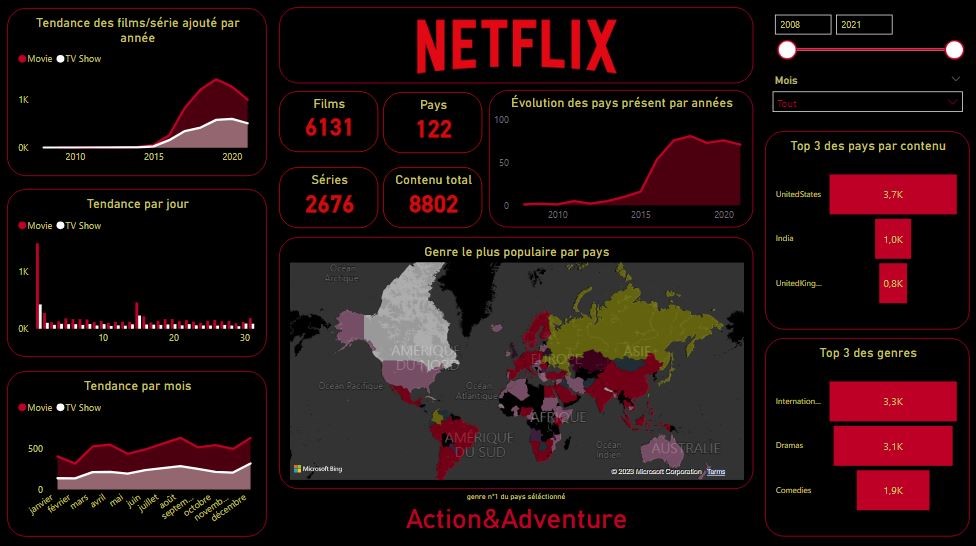 Tendance des films/série ajouté par
année
Movie TV Show
1K
0K
2010 2015 2020
Tendance par jour
Movie TV Show
1K
0K
10 20 30
Tendance par mois
Movie TV Show
500
0
janvier février mars avril mai juin juillet août septem... octobre novemb... décembre
NETFLIX
Films
6131
Pays
122
Séries
2676
Contenu total
8802
Évolution des pays présent par années
100
50
0
2010 2015 2020
Genre le plus populaire par pays
Océan
Arctique
AMÉRIQUE
DU NORD
EUROPE
ASIE
Océan Pacifique
Océan
Atlantique
AFRIQUE
AMÉRIQUE
DU SUD
Océan
Indien
AUSTRALIE
Microsoft Bing
© 2023 Microsoft Corporation Terms
genre n°1 du pays séléctionné
Action&Adventure
2008 2021
Mois
Tout
Top 3 des pays par contenu
UnitedStates 3,7K
India 1,0K
UnitedKing... 0,8K
Top 3 des genres
Internation... 3,3K
Dramas 3,1K
Comedies 1,9K